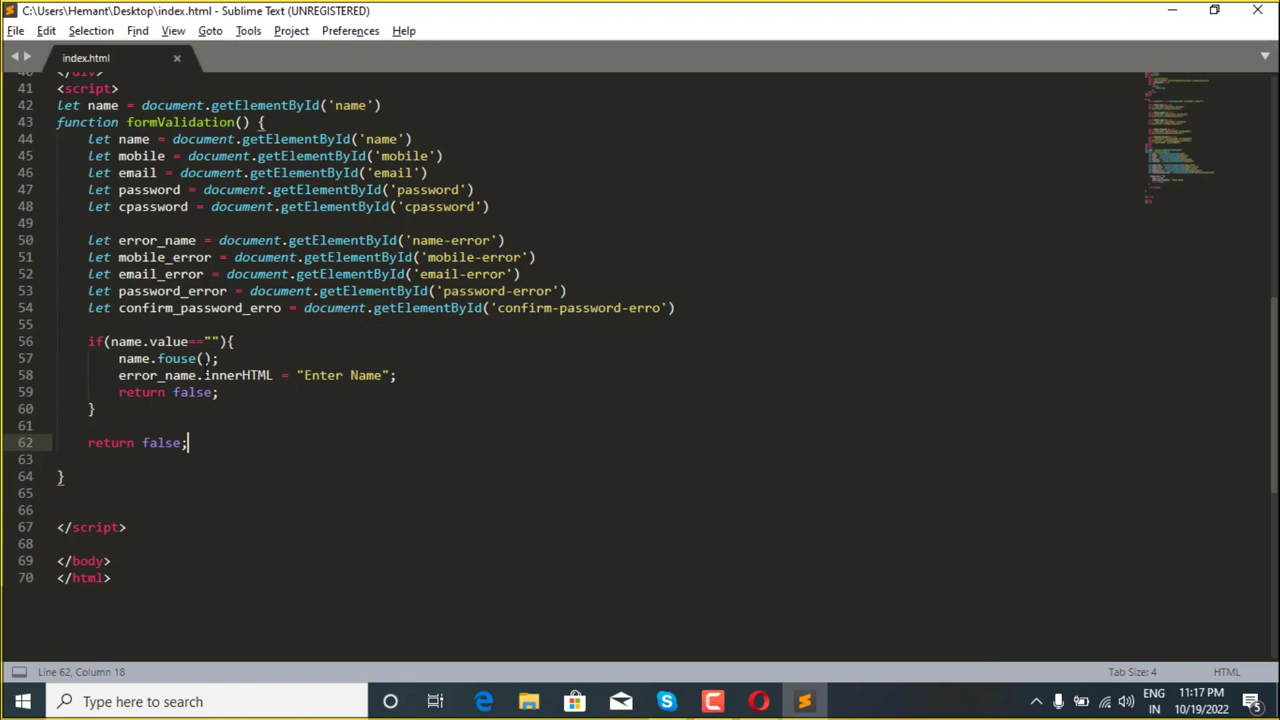 C:\Users\Hemant\Desktop\index.html - Sublime Text (UNREGISTERED)
File Edit Selection Find View Goto Tools Project Preferences Help
index.html
40 </div>
41 <script>
42 let name = document.getElementById('name')
43 function formValidation() {
44 let name = document.getElementById('name')
45 let mobile = document.getElementById('mobile')
46 let email = document.getElementById('email')
47 let password = document.getElementById('password')
48 let cpassword = document.getElementById('cpassword')
49
50 let error_name = document.getElementById('name-error')
51 let mobile_error = document.getElementById('mobile-error')
52 let email_error = document.getElementById('email-error')
53 let password_error = document.getElementById('password-error')
54 let confirm_password_erro = document.getElementById('confirm-password-erro')
55
56 if(name.value==""){
57 name.fouse();
58 error_name.innerHTML = "Enter Name";
59 return false;
60 }
61
62 return false;
63
64 }
65
66
67 </script>
68
69 </body>
70 </html>
Line 62, Column 18 Tab Size: 4 HTML
Type here to search
ENG
IN
11:17 PM
10/19/2022
5